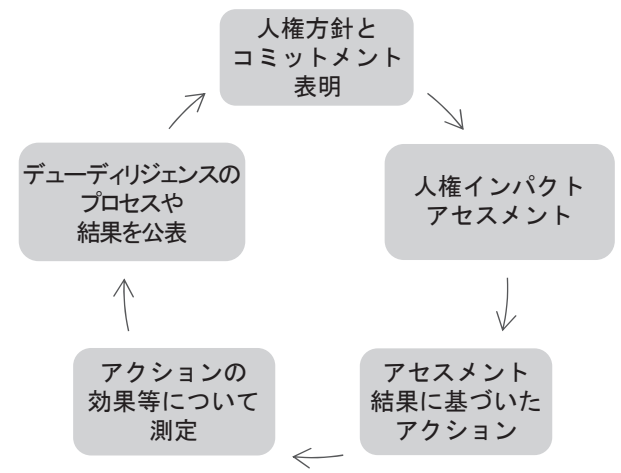 人権方針と
コミットメント
表明
人権インパクト
アセスメント
アセスメント
結果に基づいた
アクション
アクションの
効果等について
測定
デューディリジェンスの
プロセスや
結果を公表